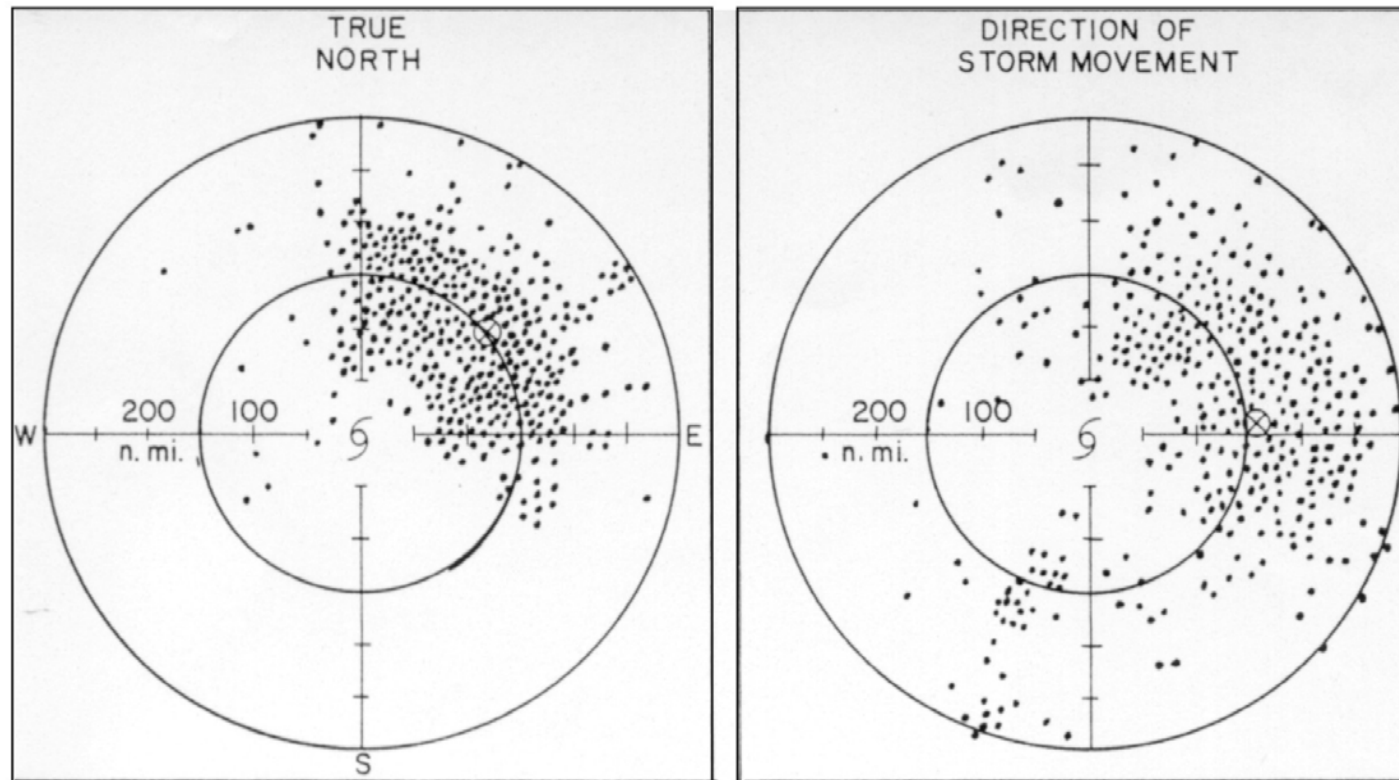 TRUE
NORTH
W
200
100
n. mi.
E
S
DIRECTION OF
STORM MOVEMENT
200
100
n. mi.